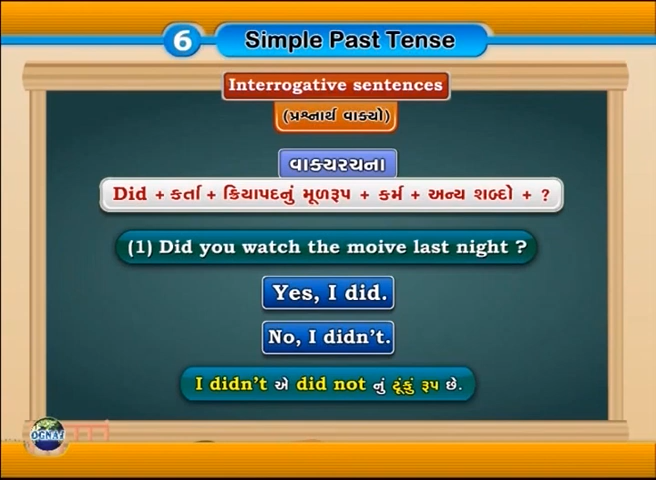 6 Simple Past Tense
Interrogative sentences
(પ્રશ્નાર્થ વાક્યો)
વાક્યરચના
Did + કર્તા + ક્રિયાપદનું મૂળરૂપ + કર્મ + અન્ય શબ્દો + ?
(1) Did you watch the moive last night ?
Yes, I did.
No, I didn't.
I didn't એ did not નું ટૂંકું રૂપ છે.